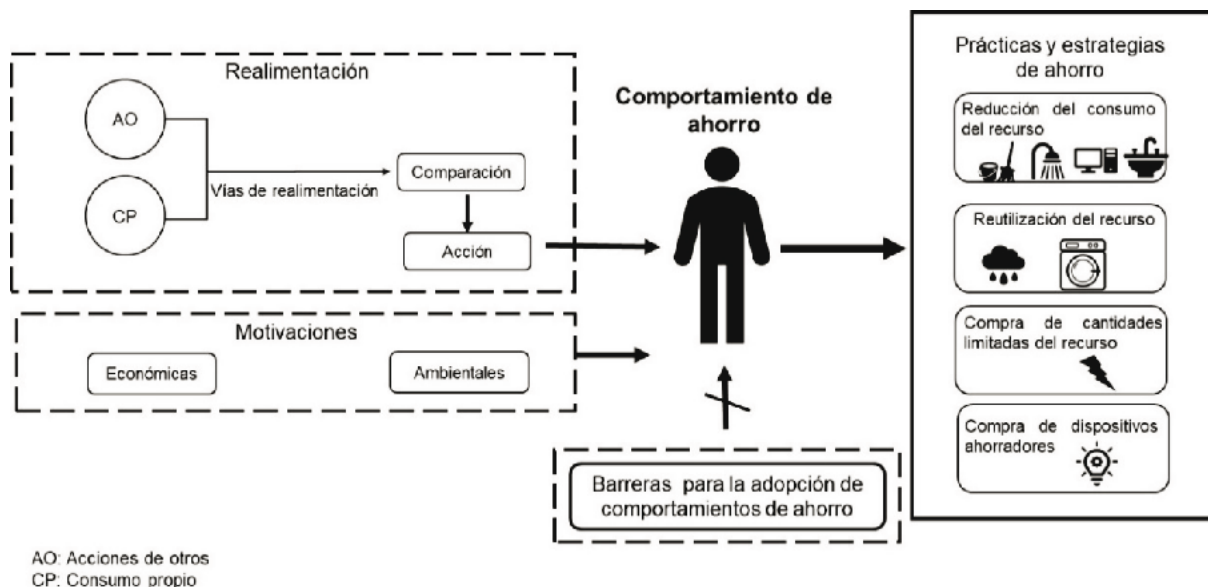 Realimentación
AO
CP
Vías de realimentación
Comparación
Acción
Motivaciones
Económicas
Ambientales
Comportamiento de
ahorro
Barreras para la adopción de
comportamientos de ahorro
Prácticas y estrategias
de ahorro
Reducción del consumo
del recurso
Reutilización del recurso
Compra de cantidades
limitadas del recurso
Compra de dispositivos
ahorradores
AO: Acciones de otros
CP: Consumo propio